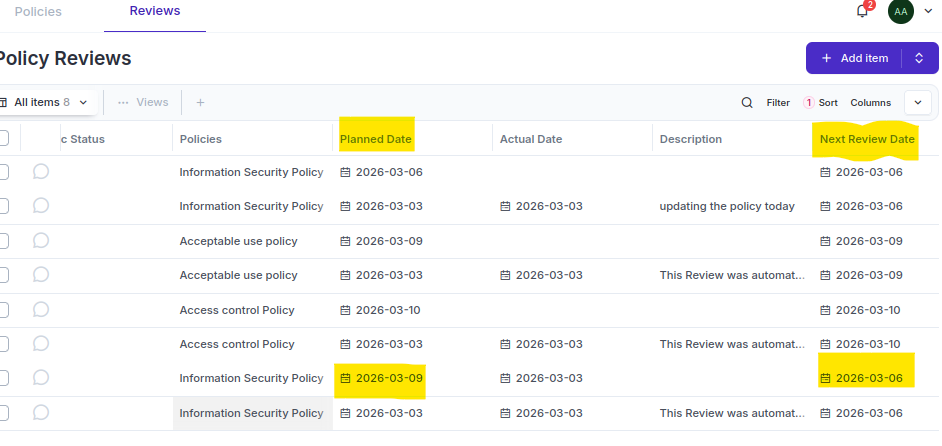 Policies Reviews 2 AA
Policy Reviews + Add item
All items 8 Views + Filter 1 Sort Columns
c Status Policies Planned Date Actual Date Description Next Review Date
Information Security Policy 2026-03-06 2026-03-06
Information Security Policy 2026-03-03 2026-03-03 updating the policy today 2026-03-06
Acceptable use policy 2026-03-09 2026-03-09
Acceptable use policy 2026-03-03 2026-03-03 This Review was automat... 2026-03-09
Access control Policy 2026-03-10 2026-03-10
Access control Policy 2026-03-03 2026-03-03 This Review was automat... 2026-03-10
Information Security Policy 2026-03-09 2026-03-03 2026-03-06
Information Security Policy 2026-03-03 2026-03-03 This Review was automat... 2026-03-06